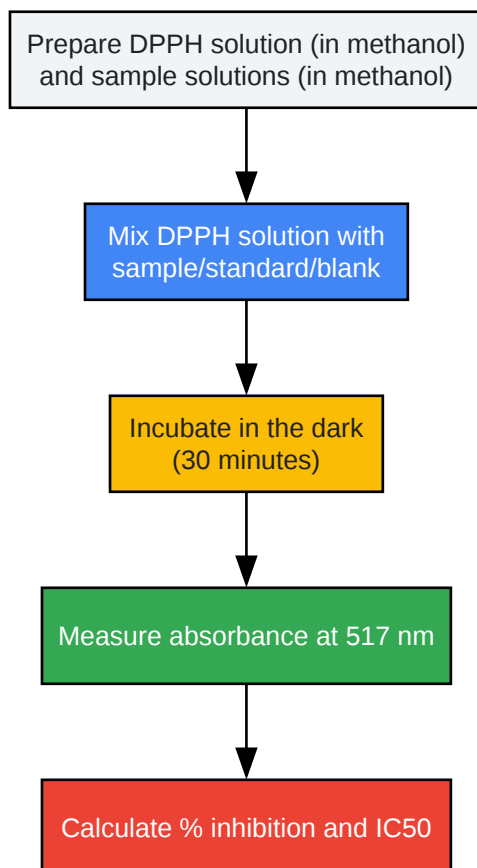 Prepare DPPH solution (in methanol)
and sample solutions (in methanol)
Mix DPPH solution with
sample/standard/blank
Incubate in the dark
(30 minutes)
Measure absorbance at 517 nm
Calculate % inhibition and IC50